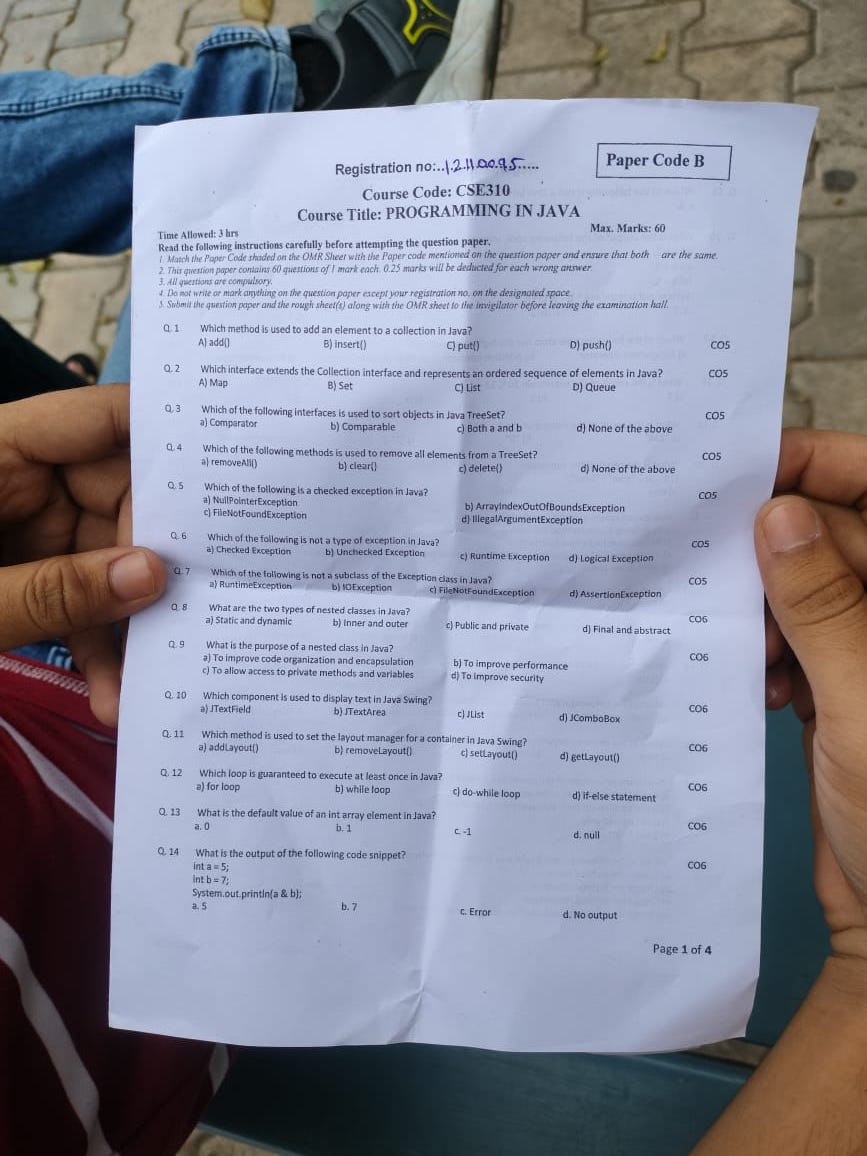 Registration no:..12110095.....
Paper Code B
Course Code: CSE310
Course Title: PROGRAMMING IN JAVA
Time Allowed: 3 hrs Max. Marks: 60
Read the following instructions carefully before attempting the question paper.
1. Match the Paper Code shaded on the OMR Sheet with the Paper code mentioned on the question paper and ensure that both are the same.
2. This question paper contains 60 questions of 1 mark each. 0.25 marks will be deducted for each wrong answer.
3. All questions are compulsory.
4. Do not write or mark anything on the question paper except your registration no. on the designated space.
5. Submit the question paper and the rough sheet(s) along with the OMR sheet to the invigilator before leaving the examination hall.
Q. 1 Which method is used to add an element to a collection in Java?
A) add() B) insert() C) put() D) push() CO5
Q. 2 Which interface extends the Collection interface and represents an ordered sequence of elements in Java? CO5
A) Map B) Set C) List D) Queue
Q. 3 Which of the following interfaces is used to sort objects in Java TreeSet? CO5
a) Comparator b) Comparable c) Both a and b d) None of the above
Q. 4 Which of the following methods is used to remove all elements from a TreeSet? CO5
a) removeAll() b) clear() c) delete() d) None of the above
Q. 5 Which of the following is a checked exception in Java? CO5
a) NullPointerException b) ArrayIndexOutOfBoundsException
c) FileNotFoundException d) IllegalArgumentException
Q. 6 Which of the following is not a type of exception in Java? CO5
a) Checked Exception b) Unchecked Exception c) Runtime Exception d) Logical Exception
Q. 7 Which of the following is not a subclass of the Exception class in Java? CO5
a) RuntimeException b) IOException c) FileNotFoundException d) AssertionException
Q. 8 What are the two types of nested classes in Java? CO6
a) Static and dynamic b) Inner and outer c) Public and private d) Final and abstract
Q. 9 What is the purpose of a nested class in Java? CO6
a) To improve code organization and encapsulation b) To improve performance
c) To allow access to private methods and variables d) To improve security
Q. 10 Which component is used to display text in Java Swing? CO6
a) JTextField b) JTextArea c) JList d) JComboBox
Q. 11 Which method is used to set the layout manager for a container in Java Swing? CO6
a) addLayout() b) removeLayout() c) setLayout() d) getLayout()
Q. 12 Which loop is guaranteed to execute at least once in Java? CO6
a) for loop b) while loop c) do-while loop d) if-else statement
Q. 13 What is the default value of an int array element in Java? CO6
a. 0 b. 1 c. -1 d. null
Q. 14 What is the output of the following code snippet? CO6
int a = 5;
int b = 7;
System.out.println(a & b);
a. 5 b. 7 c. Error d. No output
Page 1 of 4